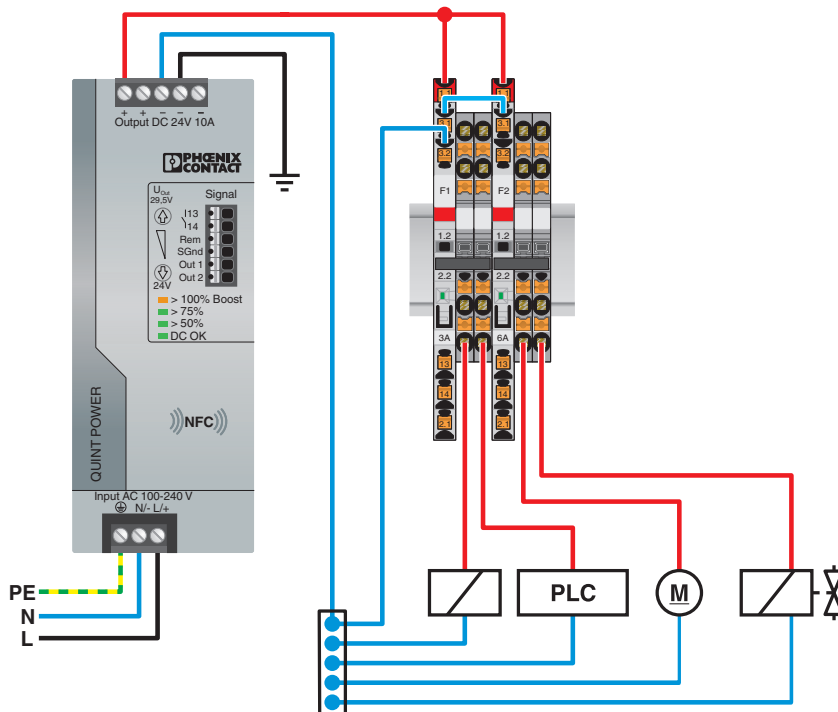 + + − − −
Output DC 24V 10A
PHŒNIX
CONTACT
UOut
29,5V
Signal
13
14
Rem
SGnd
Out 1
Out 2
24V
> 100% Boost
> 75%
> 50%
DC OK
QUINT POWER
NFC
Input AC 100-240 V
N/- L/+
PE
N
L
1.1
3.1
3.2
F1
1.2
2.2
3A
13
14
2.1
1.1
3.1
3.2
F2
1.2
2.2
6A
13
14
2.1
PLC
M